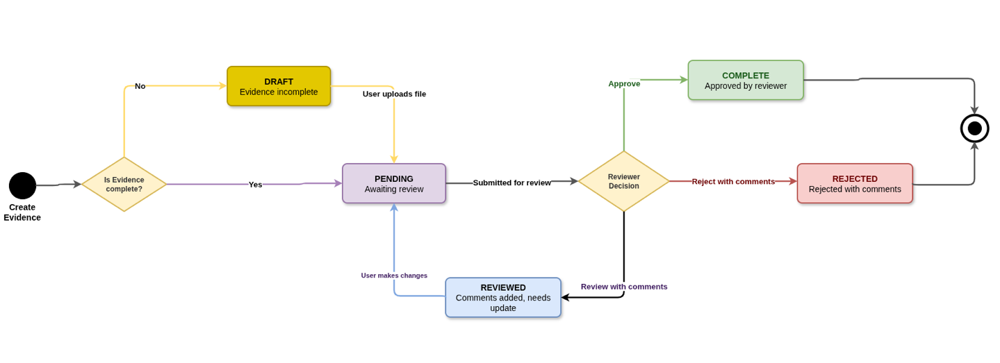 Create
Evidence
Is Evidence
complete?
No
Yes
DRAFT
Evidence incomplete
User uploads file
PENDING
Awaiting review
Submitted for review
Reviewer
Decision
Approve
COMPLETE
Approved by reviewer
Reject with comments
REJECTED
Rejected with comments
Review with comments
REVIEWED
Comments added, needs
update
User makes changes